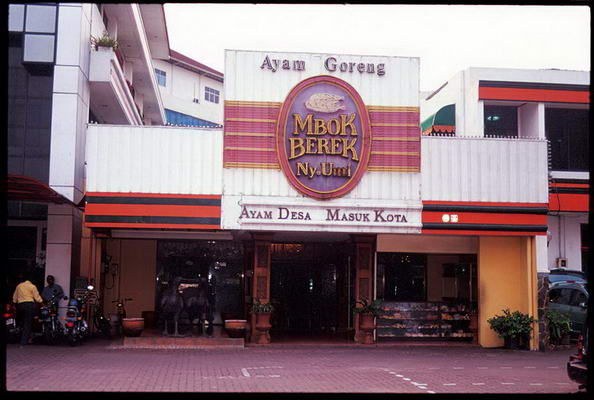 Ayam Goreng
MBOK
BEREK
Ny. Umi
AYAM DESA MASUK KOTA